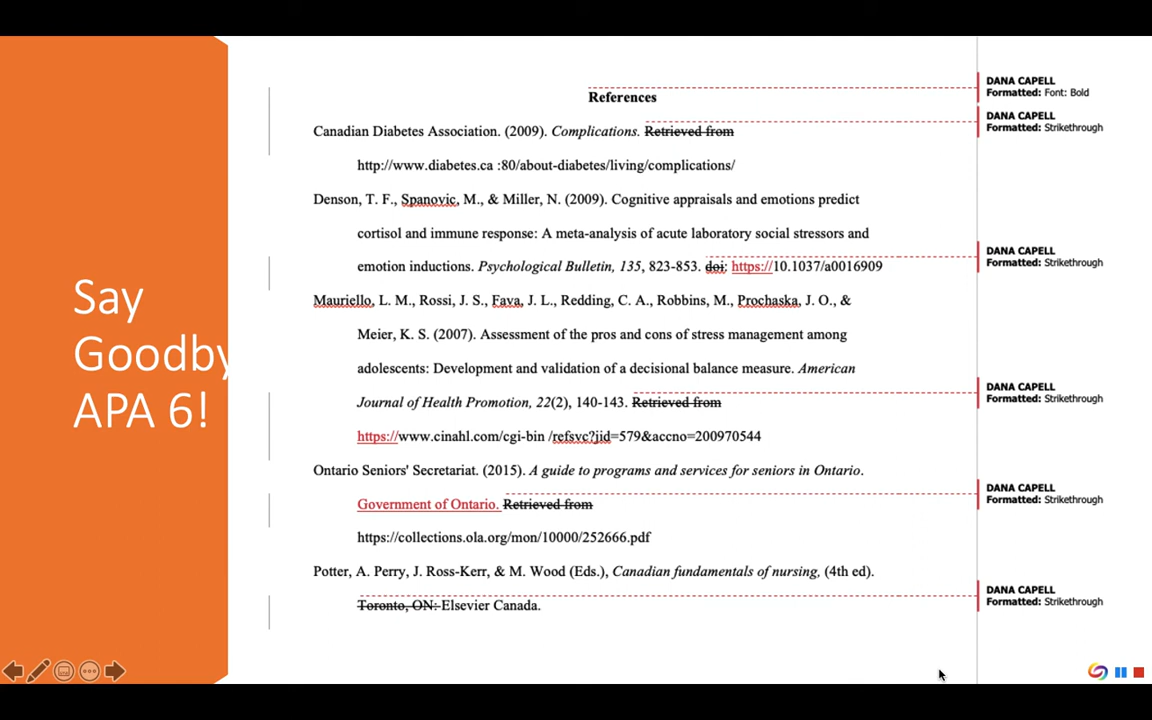 Say
Goodby
APA 6!
References
Canadian Diabetes Association. (2009). Complications. Retrieved from
http://www.diabetes.ca :80/about-diabetes/living/complications/
Denson, T. F., Spanovic, M., & Miller, N. (2009). Cognitive appraisals and emotions predict
cortisol and immune response: A meta-analysis of acute laboratory social stressors and
emotion inductions. Psychological Bulletin, 135, 823-853. doi: https://10.1037/a0016909
Mauriello, L. M., Rossi, J. S., Fava, J. L., Redding, C. A., Robbins, M., Prochaska, J. O., &
Meier, K. S. (2007). Assessment of the pros and cons of stress management among
adolescents: Development and validation of a decisional balance measure. American
Journal of Health Promotion, 22(2), 140-143. Retrieved from
https://www.cinahl.com/cgi-bin /refsvc?jid=579&accno=200970544
Ontario Seniors' Secretariat. (2015). A guide to programs and services for seniors in Ontario.
Government of Ontario. Retrieved from
https://collections.ola.org/mon/10000/252666.pdf
Potter, A. Perry, J. Ross-Kerr, & M. Wood (Eds.), Canadian fundamentals of nursing, (4th ed).
Toronto, ON: Elsevier Canada.
DANA CAPELL
Formatted: Font: Bold
DANA CAPELL
Formatted: Strikethrough
DANA CAPELL
Formatted: Strikethrough
DANA CAPELL
Formatted: Strikethrough
DANA CAPELL
Formatted: Strikethrough
DANA CAPELL
Formatted: Strikethrough